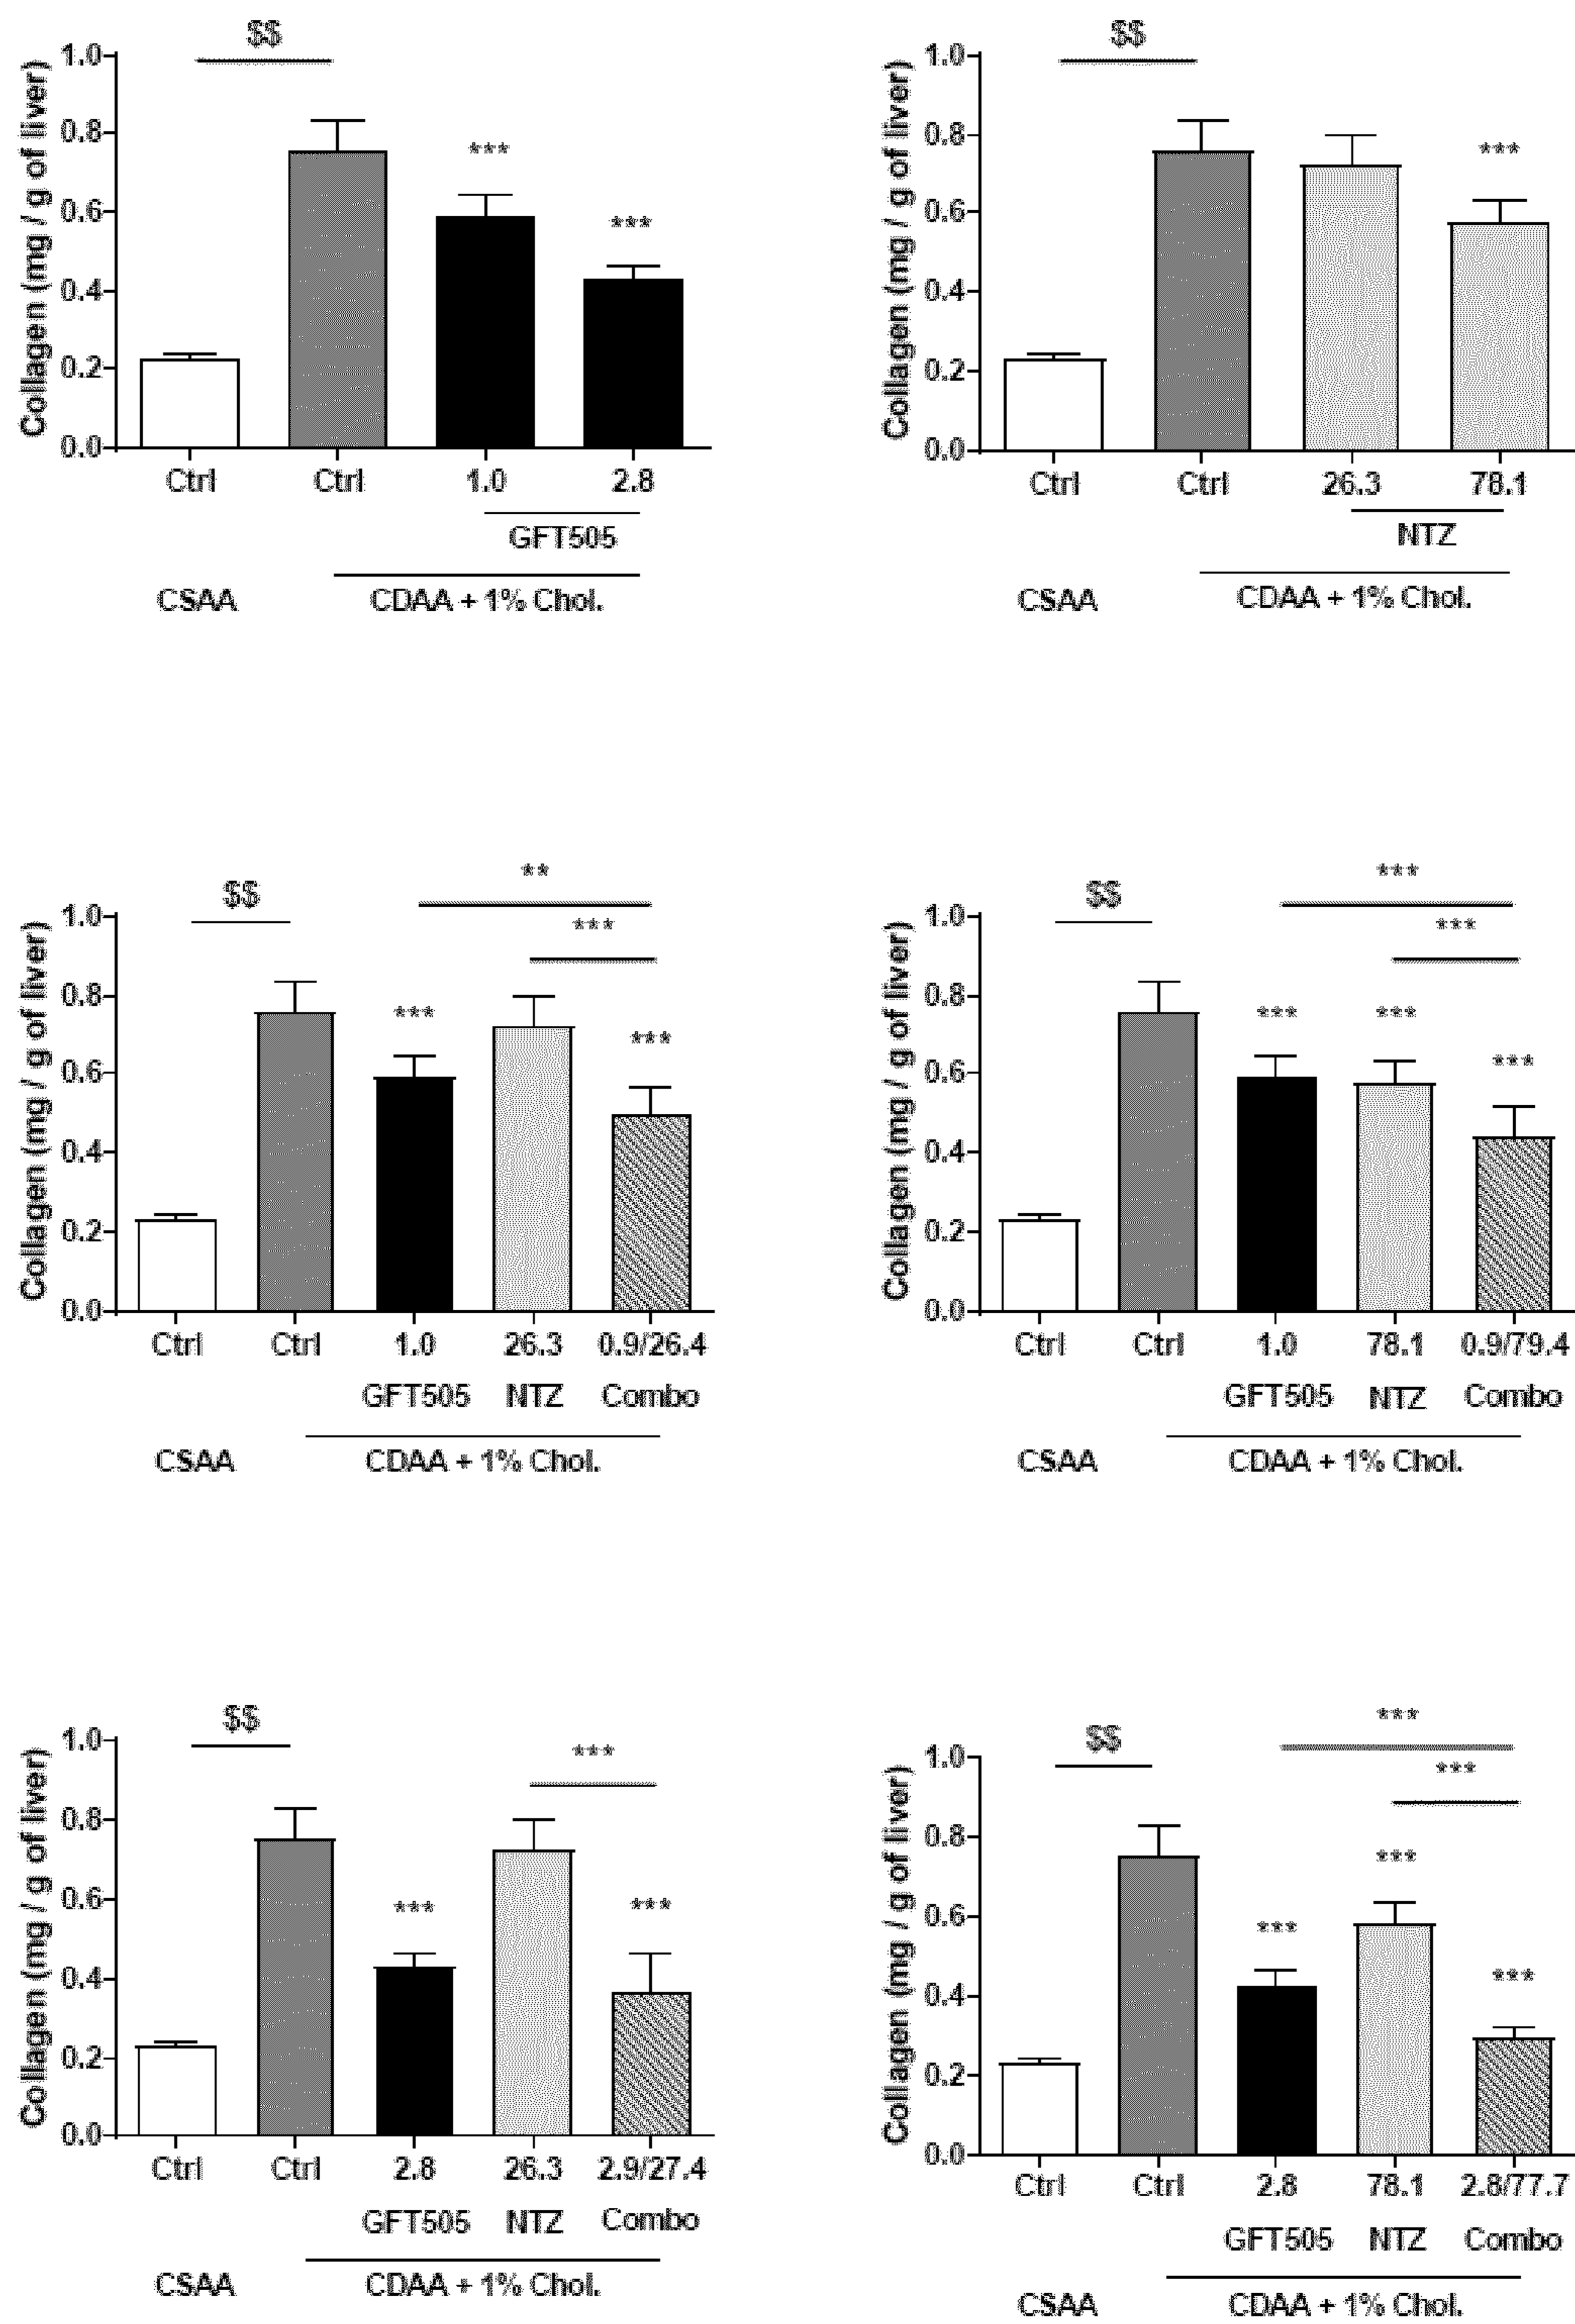 $$
Collagen (mg / g of liver)
1.0
0.8
0.6
0.4
0.2
0.0
***
***
Ctrl Ctrl 1.0 2.8
GFT505
CSAA CDAA + 1% Chol.
$$
Collagen (mg / g of liver)
1.0
0.8
0.6
0.4
0.2
0.0
***
Ctrl Ctrl 26.3 78.1
NTZ
CSAA CDAA + 1% Chol.
**
$$
***
Collagen (mg / g of liver)
1.0
0.8
0.6
0.4
0.2
0.0
***
***
Ctrl Ctrl 1.0 26.3 0.9/26.4
GFT505 NTZ Combo
CSAA CDAA + 1% Chol.
***
$$
***
Collagen (mg / g of liver)
1.0
0.8
0.6
0.4
0.2
0.0
*** ***
***
Ctrl Ctrl 1.0 78.1 0.9/79.4
GFT505 NTZ Combo
CSAA CDAA + 1% Chol.
$$
***
Collagen (mg / g of liver)
1.0
0.8
0.6
0.4
0.2
0.0
*** ***
Ctrl Ctrl 2.8 26.3 2.9/27.4
GFT505 NTZ Combo
CSAA CDAA + 1% Chol.
***
$$
***
Collagen (mg / g of liver)
1.0
0.8
0.6
0.4
0.2
0.0
***
***
***
Ctrl Ctrl 2.8 78.1 2.8/77.7
GFT505 NTZ Combo
CSAA CDAA + 1% Chol.